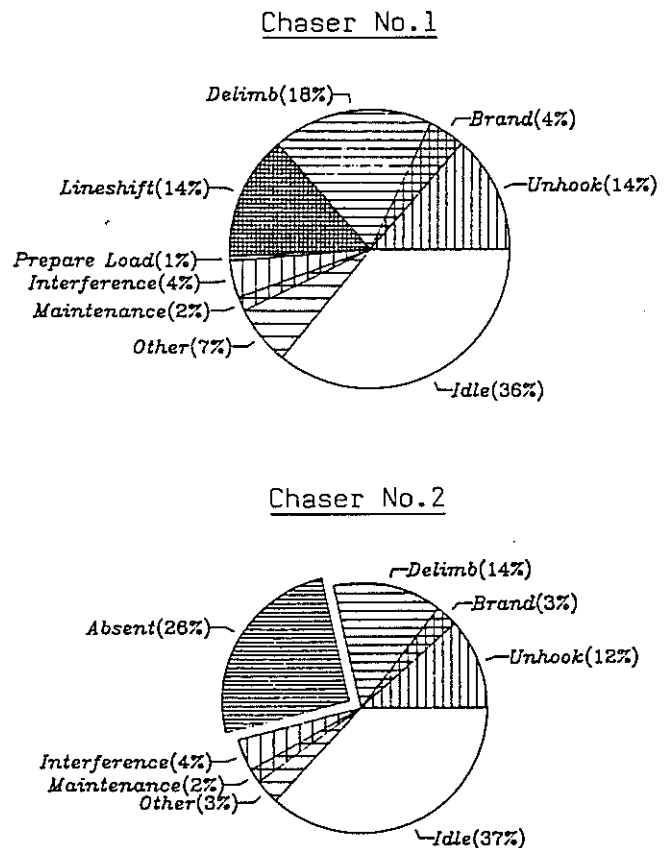 Chaser No.1
Delimb(18%)
Brand(4%)
Lineshift(14%)
Unhook(14%)
Prepare Load(1%)
Interference(4%)
Maintenance(2%)
Other(7%)
Idle(36%)
Chaser No.2
Delimb(14%)
Brand(3%)
Absent(26%)
Unhook(12%)
Interference(4%)
Maintenance(2%)
Other(3%)
Idle(37%)